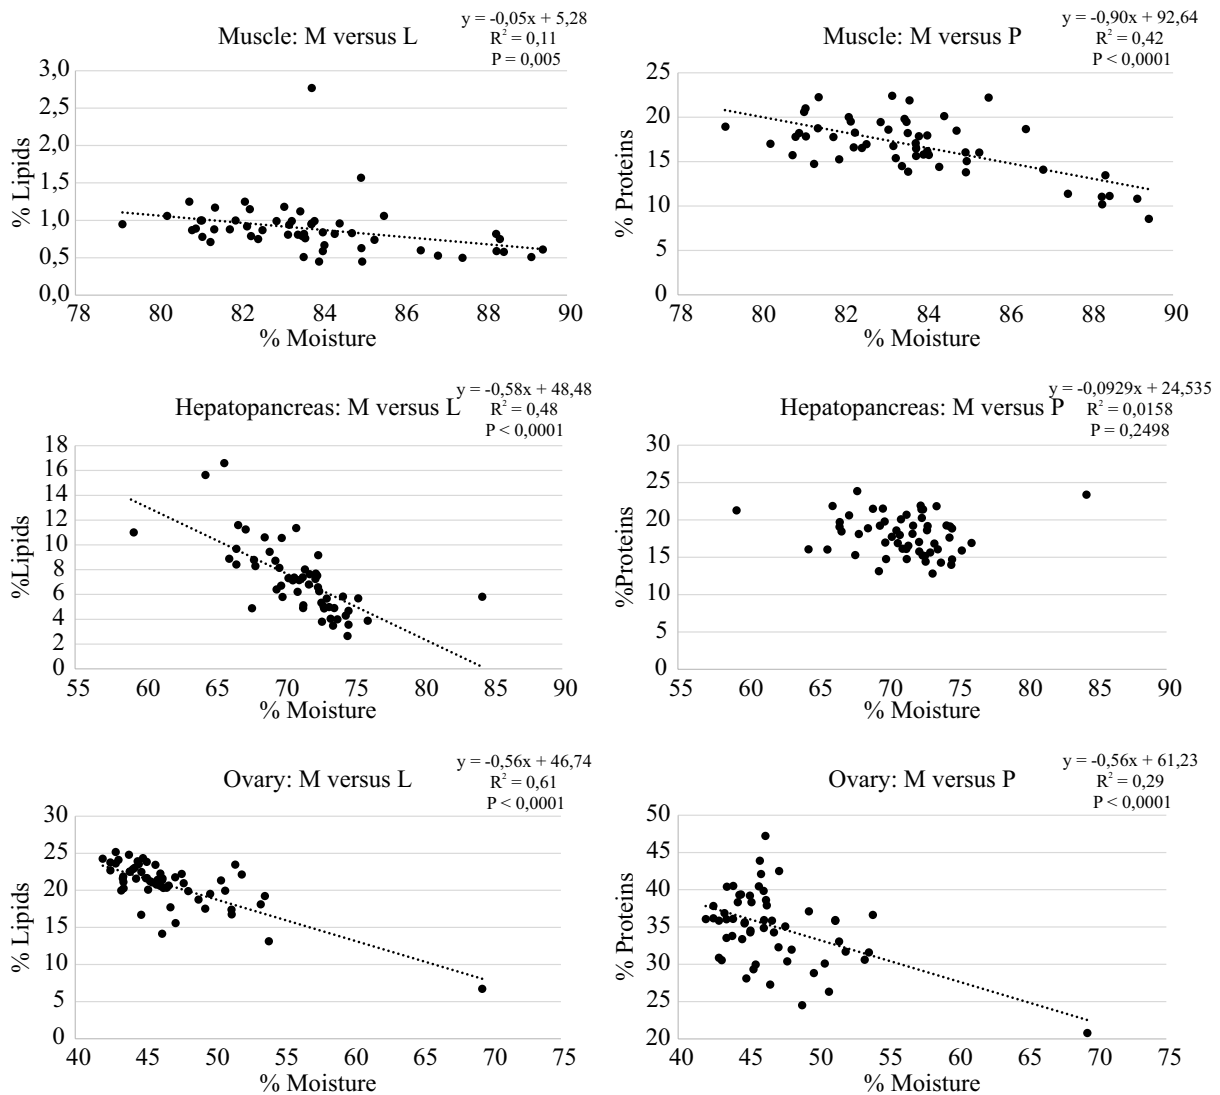 Muscle: M versus L
y = -0,05x + 5,28
R² = 0,11
P = 0,005
% Lipids
3,0
2,5
2,0
1,5
1,0
0,5
0,0
78 80 82 84 86 88 90
% Moisture
Muscle: M versus P
y = -0,90x + 92,64
R² = 0,42
P < 0,0001
% Proteins
25
20
15
10
5
0
78 80 82 84 86 88 90
% Moisture
Hepatopancreas: M versus L
y = -0,58x + 48,48
R² = 0,48
P < 0,0001
%Lipids
18
16
14
12
10
8
6
4
2
0
55 60 65 70 75 80 85 90
% Moisture
Hepatopancreas: M versus P
y = -0,0929x + 24,535
R² = 0,0158
P = 0,2498
%Proteins
30
25
20
15
10
5
0
55 60 65 70 75 80 85 90
% Moisture
Ovary: M versus L
y = -0,56x + 46,74
R² = 0,61
P < 0,0001
% Lipids
30
25
20
15
10
5
0
40 45 50 55 60 65 70 75
% Moisture
Ovary: M versus P
y = -0,56x + 61,23
R² = 0,29
P < 0,0001
% Proteins
50
45
40
35
30
25
20
40 45 50 55 60 65 70 75
% Moisture